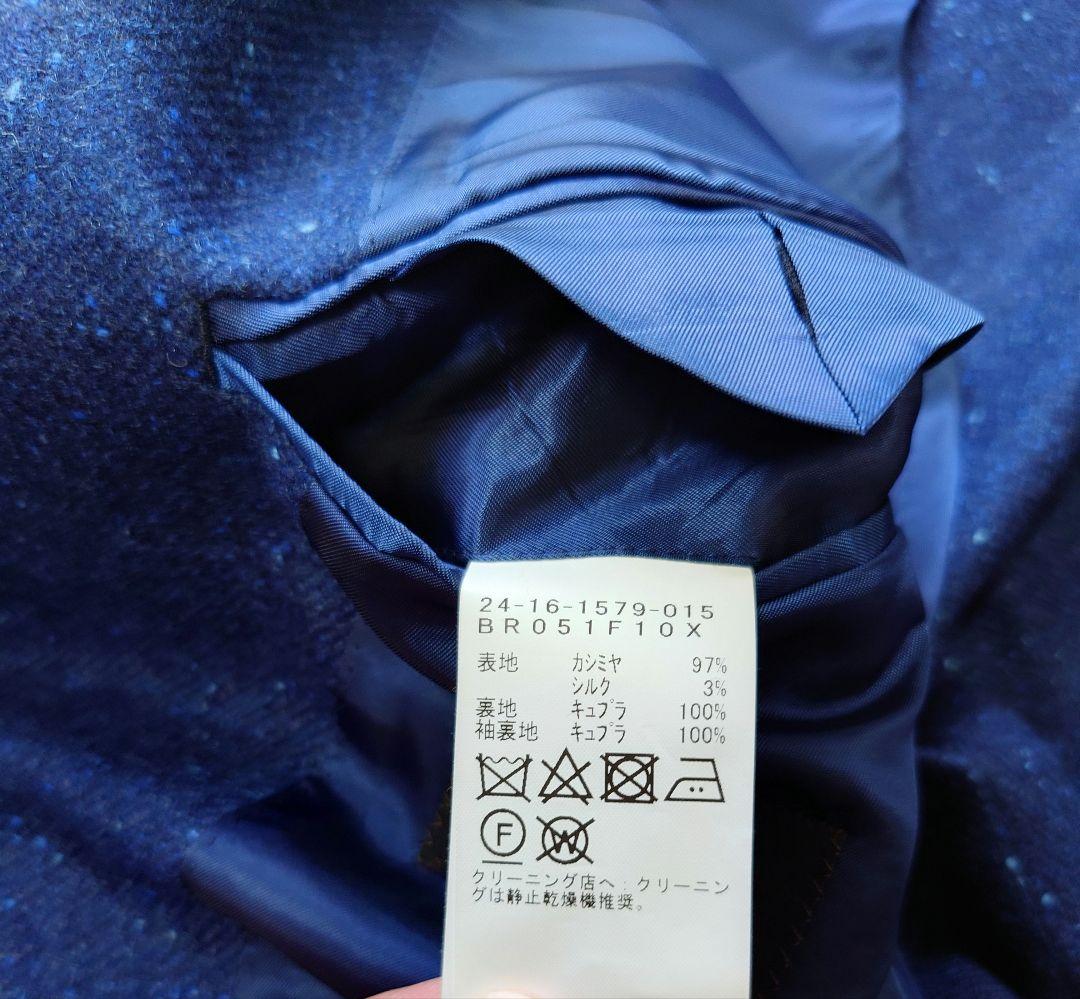 24-16-1579-015
BR051F10X
表地 カシミヤ 97%
シルク 3%
裏地 キュプラ 100%
袖裏地 キュプラ 100%
F W
クリーニング店へ:クリーニン
グは静止乾燥機推奨。